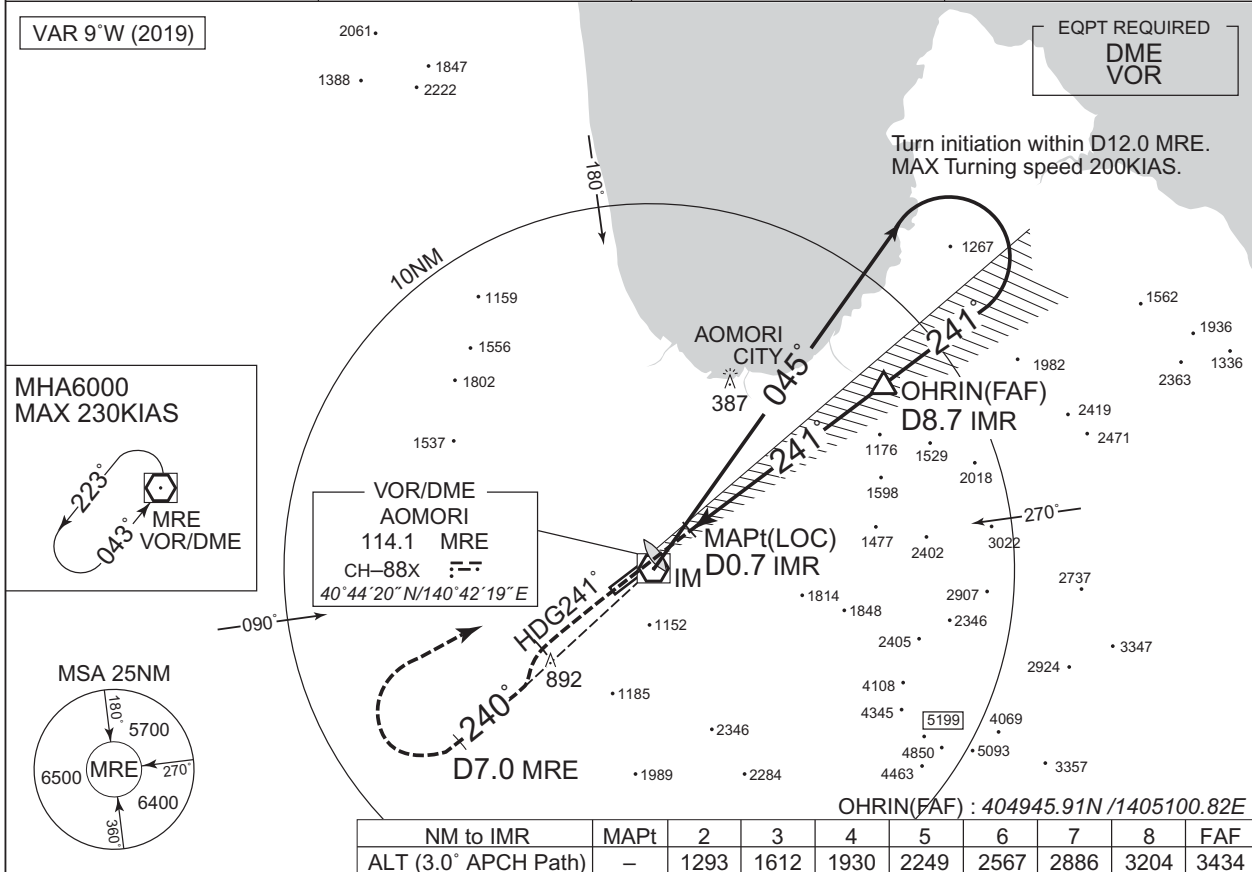 VAR 9°W (2019)
2061
1847
1388
2222
EQPT REQUIRED
DME
VOR
Turn initiation within D12.0 MRE.
MAX Turning speed 200KIAS.
180°
10NM
1267
1159
1562
1556
AOMORI
CITY
045°
241°
1936
1336
1982
2363
1802
387
OHRIN(FAF)
D8.7 IMR
2419
2471
MHA6000
MAX 230KIAS
223°
043°
MRE
VOR/DME
1537
241°
1176
1529
2018
1598
VOR/DME
AOMORI
114.1 MRE
CH–88X
40°44´20˝N/140°42´19˝E
270°
MAPt(LOC)
D0.7 IMR
IM
1477
2402
3022
2737
090°
HDG241°
1814
1848
2907
2346
1152
2405
3347
2924
892
MSA 25NM
180°
5700
MRE
270°
6500
6400
360°
240°
D7.0 MRE
1185
4108
4345
5199
4069
2346
4850
5093
1989
2284
4463
3357
OHRIN(FAF) : 404945.91N /1405100.82E
NM to IMR MAPt 2 3 4 5 6 7 8 FAF
ALT (3.0° APCH Path) – 1293 1612 1930 2249 2567 2886 3204 3434